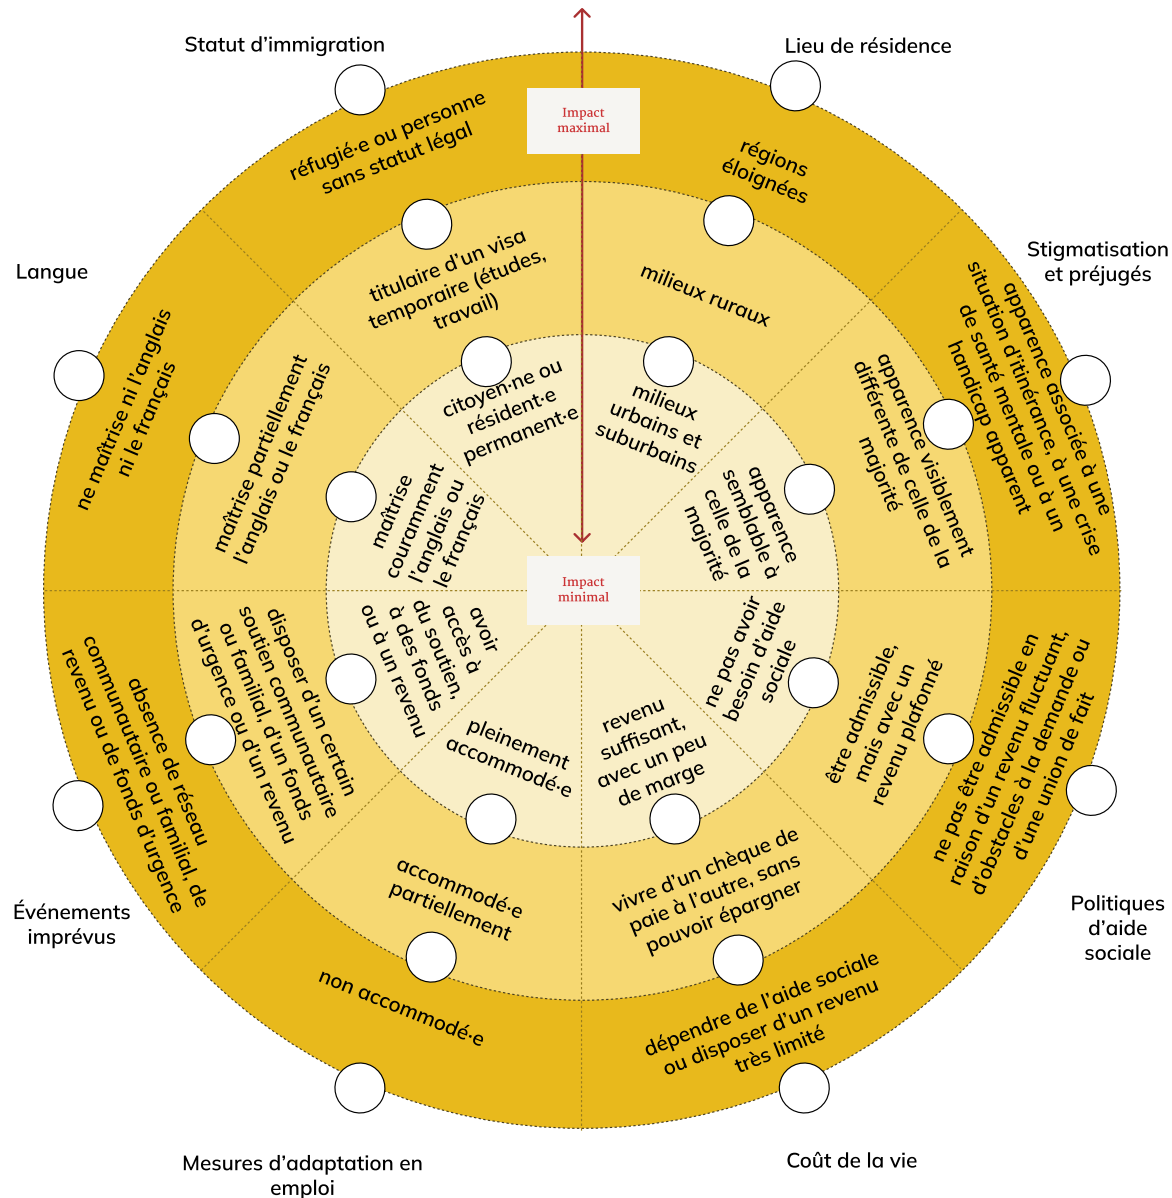 Statut d’immigration
réfugié·e ou personne
sans statut légal
titulaire d’un visa
temporaire (études,
travail)
citoyen·ne ou
résident·e
permanent·e
Impact
maximal
Impact
minimal
Lieu de résidence
régions
éloignées
milieux ruraux
milieux
urbains et
suburbains
Stigmatisation
et préjugés
apparence associée à une
situation d’itinérance, à une crise
de santé mentale ou à un
handicap apparent
apparence visiblement
différente de celle de la
majorité
apparence
semblable à
celle de la
majorité
Politiques
d’aide
sociale
ne pas être admissible en
raison d’un revenu fluctuant,
d’obstacles à la demande ou
d’une union de fait
être admissible,
mais avec un
revenu plafonné
ne pas avoir
besoin d’aide
sociale
Coût de la vie
dépendre de l’aide sociale
ou disposer d’un revenu
très limité
vivre d’un chèque de
paie à l’autre, sans
pouvoir épargner
revenu
suffisant,
avec un peu
de marge
Mesures d’adaptation en
emploi
non accommodé·e
accommodé·e
partiellement
pleinement
accommodé·e
Événements
imprévus
absence de réseau
communautaire ou familial, de
revenu ou de fonds d’urgence
disposer d’un certain
soutien communautaire
ou familial, d’un fonds
d’urgence ou d’un revenu
avoir
accès à
du soutien,
à des fonds
ou à un revenu
Langue
ne maîtrise ni l’anglais
ni le français
maîtrise partiellement
l’anglais ou le français
maîtrise
couramment
l’anglais ou
le français